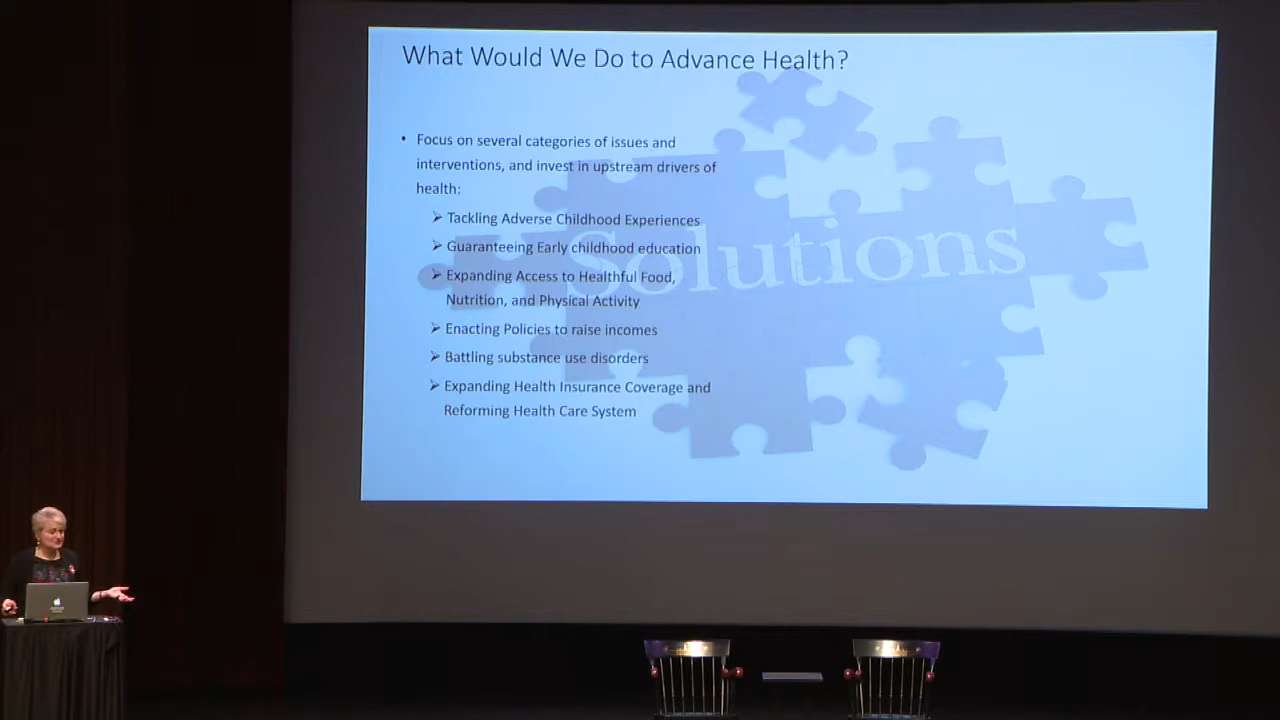 What Would We Do to Advance Health?
• Focus on several categories of issues and
interventions, and invest in upstream drivers of
health:
➢ Tackling Adverse Childhood Experiences
➢ Guaranteeing Early childhood education
➢ Expanding Access to Healthful Food,
Nutrition, and Physical Activity
➢ Enacting Policies to raise incomes
➢ Battling substance use disorders
➢ Expanding Health Insurance Coverage and
Reforming Health Care System
Solutions